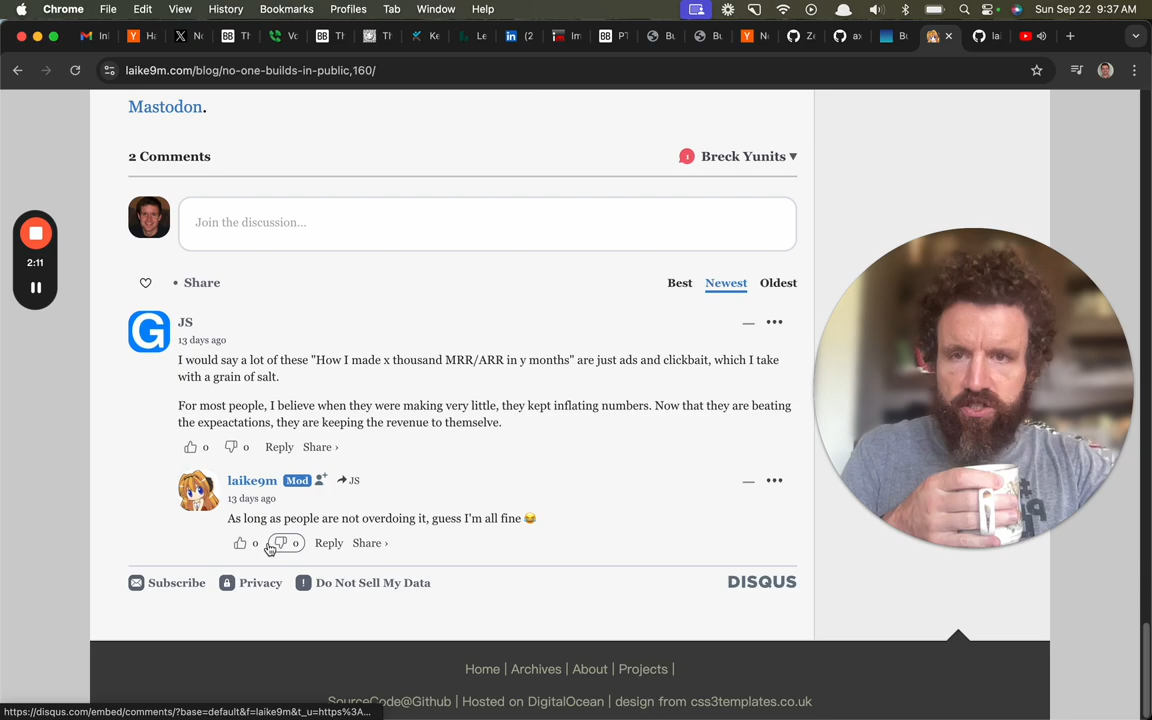 Chrome File Edit View History Bookmarks Profiles Tab Window Help Sun Sep 22 9:37 AM
laike9m.com/blog/no-one-builds-in-public,160/
Mastodon.
2 Comments
1 Breck Yunits
Join the discussion...
Share
Best Newest Oldest
2:11
G
JS
13 days ago
I would say a lot of these "How I made x thousand MRR/ARR in y months" are just ads and clickbait, which I take
with a grain of salt.
For most people, I believe when they were making very little, they kept inflating numbers. Now that they are beating
the expeactations, they are keeping the revenue to themselve.
0 0 Reply Share ›
laike9m Mod JS
13 days ago
As long as people are not overdoing it, guess I'm all fine 😂
0 0 Reply Share ›
Subscribe Privacy Do Not Sell My Data DISQUS
Home | Archives | About | Projects |
SourceCode@Github | Hosted on DigitalOcean | design from css3templates.co.uk
https://disqus.com/embed/comments/?base=default&f=laike9m&t_u=https%3A...